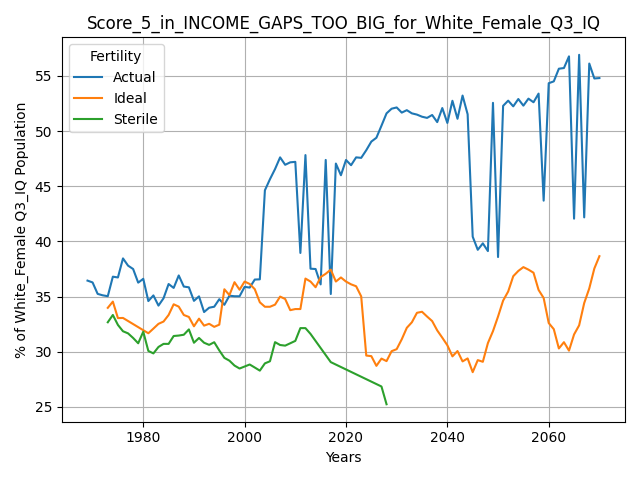 Score_5_in_INCOME_GAPS_TOO_BIG_for_White_Female_Q3_IQ
Fertility
Actual
Ideal
Sterile
% of White_Female Q3_IQ Population
55
50
45
40
35
30
25
1980 2000 2020 2040 2060
Years